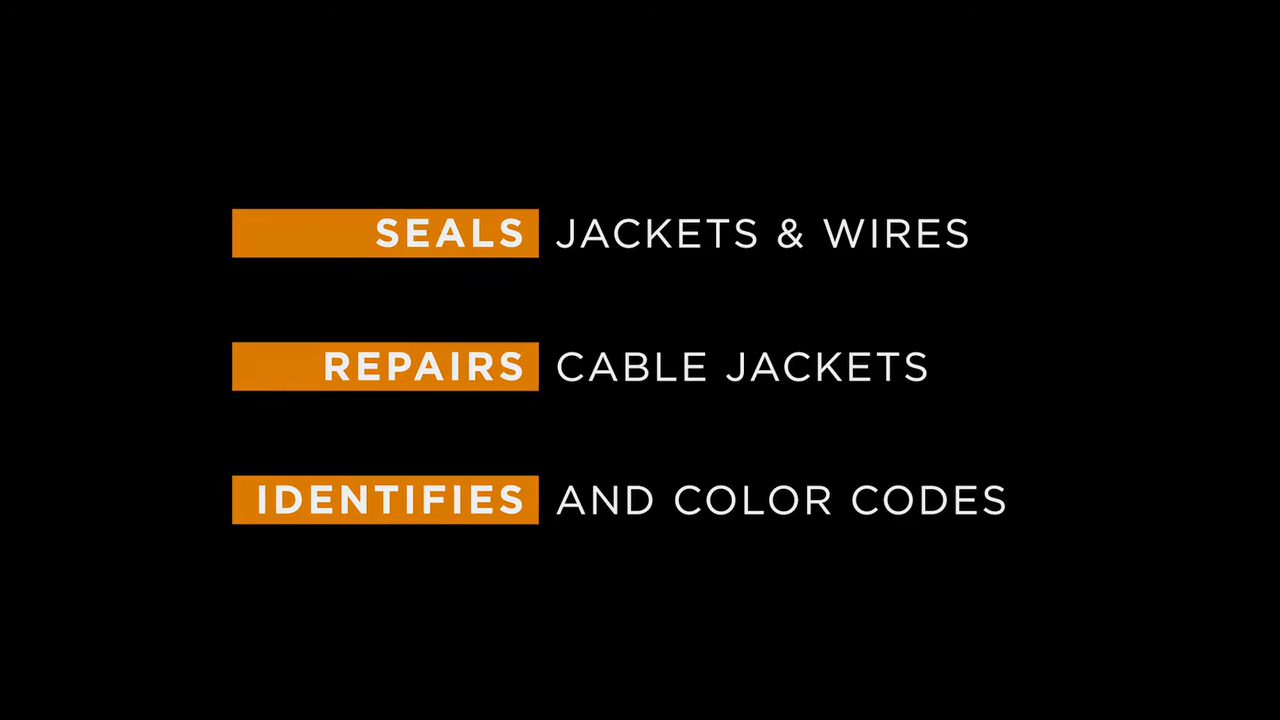 SEALS JACKETS & WIRES
REPAIRS CABLE JACKETS
IDENTIFIES AND COLOR CODES